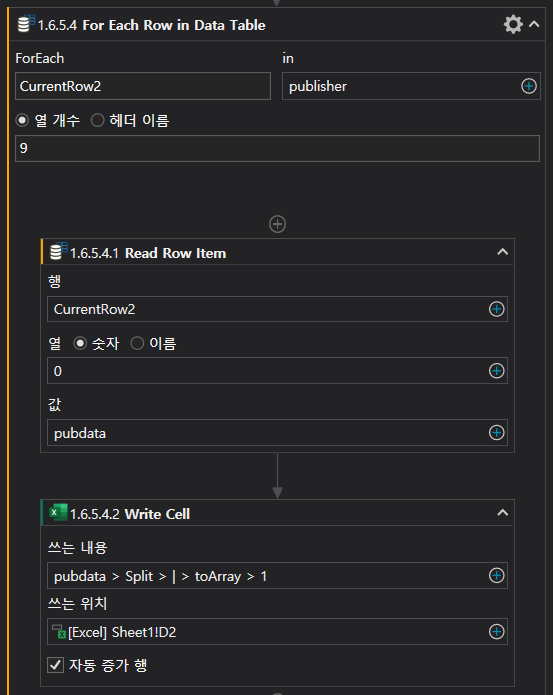 1.6.5.4 For Each Row in Data Table
ForEach in
CurrentRow2 publisher
열 개수 헤더 이름
9
1.6.5.4.1 Read Row Item
행
CurrentRow2
열 숫자 이름
0
값
pubdata
1.6.5.4.2 Write Cell
쓰는 내용
pubdata > Split > | > toArray > 1
쓰는 위치
[Excel] Sheet1!D2
자동 증가 행